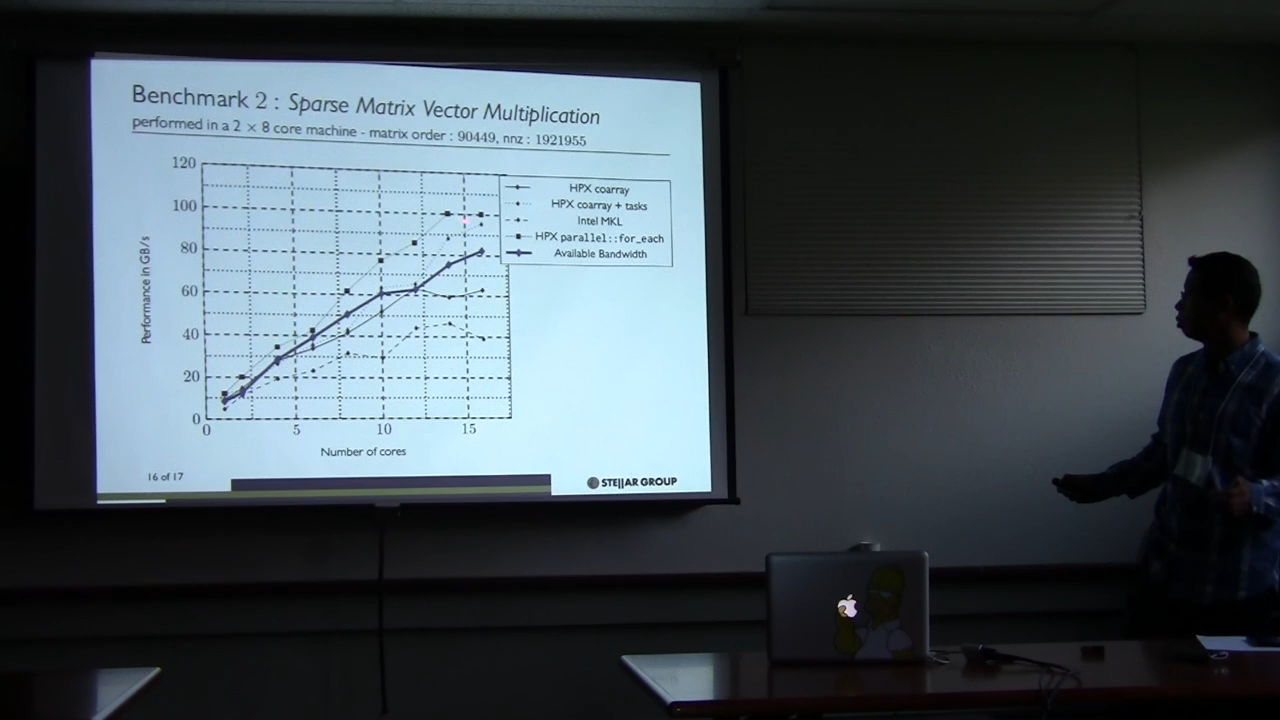 Benchmark 2 : Sparse Matrix Vector Multiplication
performed in a 2 × 8 core machine - matrix order : 90449, nnz : 1921955
120
100
80
60
40
20
0
Performance in GB/s
0 5 10 15
Number of cores
HPX coarray
HPX coarray + tasks
Intel MKL
HPX parallel::for_each
Available Bandwidth
16 of 17
STE||AR GROUP